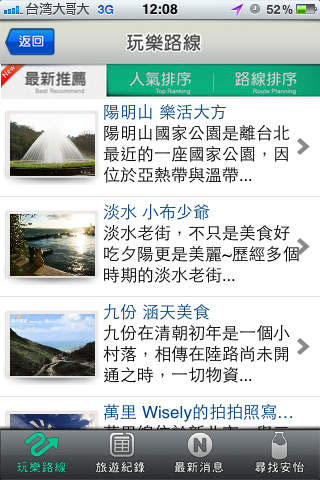 台湾大哥大 3G 12:08 52%
返回
玩樂路線
New
最新推薦
Best Recommend
人氣排序
Top Ranking
路線排序
Route Planning
陽明山 樂活大方
陽明山國家公園是離台北
最近的一座國家公園，因
位於亞熱帶與溫帶...
淡水 小布少爺
淡水老街，不只是美食好
吃夕陽更是美麗~歷經多個
時期的淡水老街...
九份 涵天美食
九份在清朝初年是一個小
村落，相傳在陸路尚未開
通之時，一切物資...
萬里 Wisely的拍拍照寫...
玩樂路線
旅遊紀錄
N
最新消息
尋找安怡